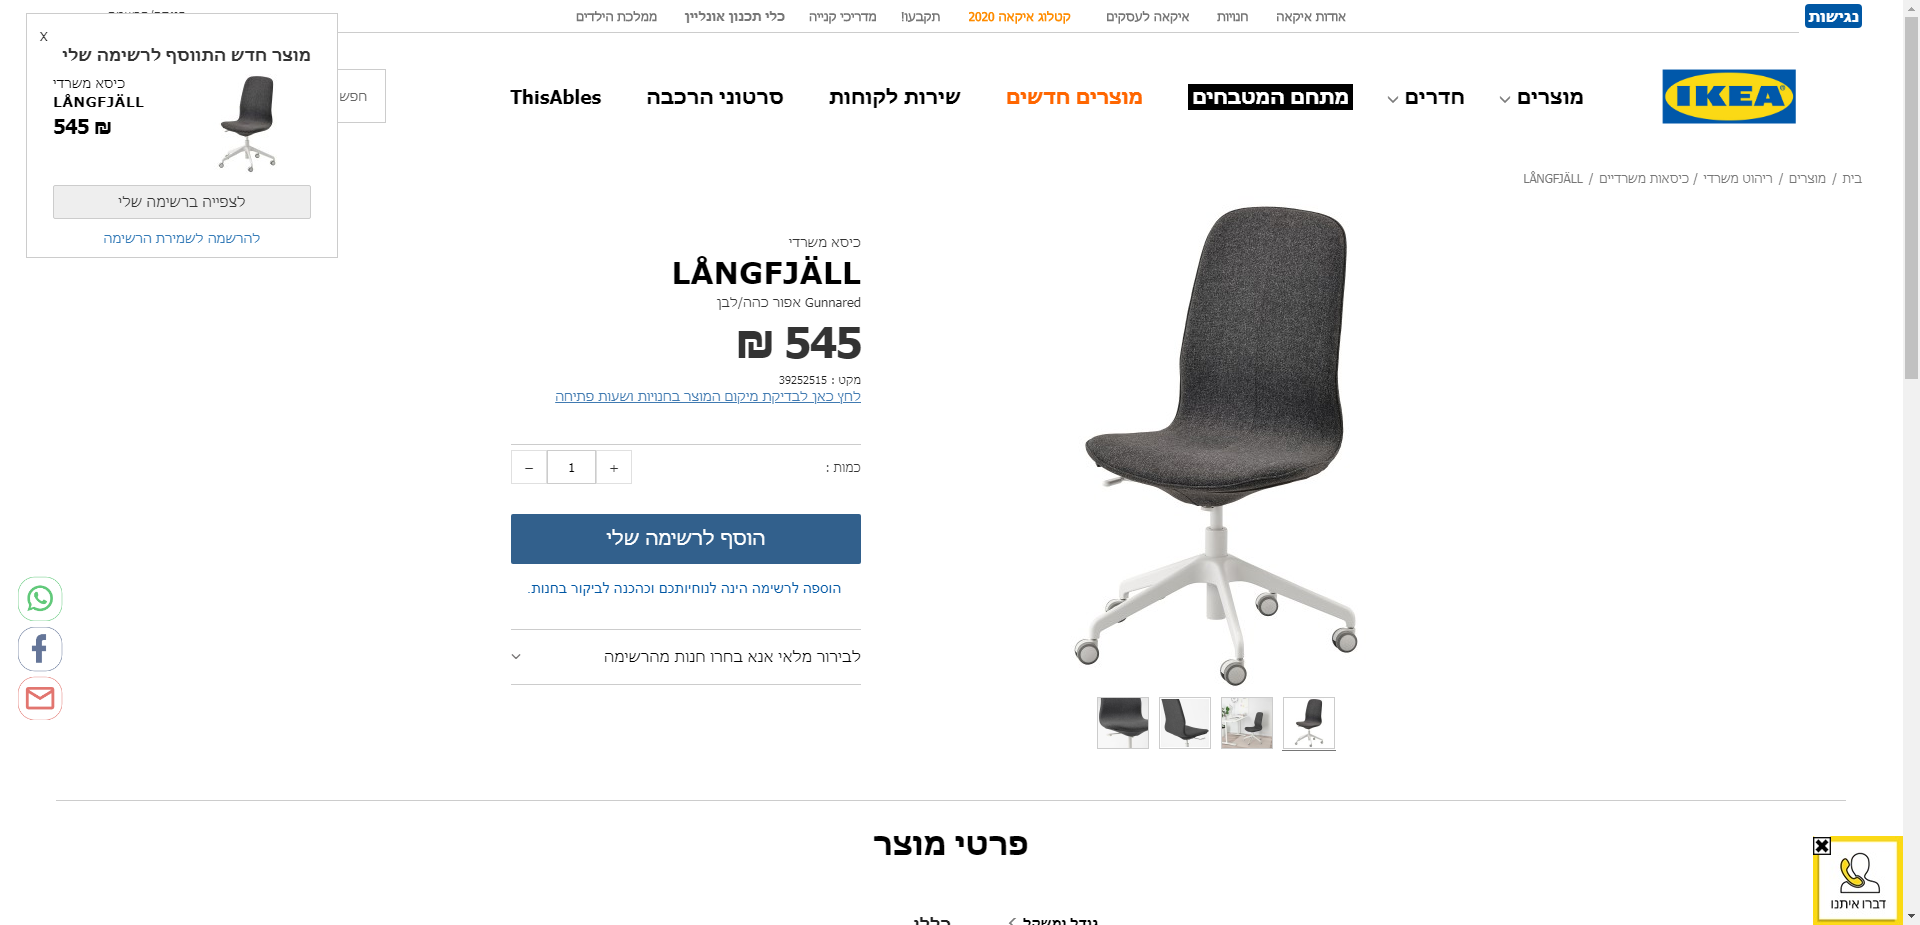 נגישות
אודות איקאה
חנויות
איקאה לעסקים
קטלוג איקאה 2020
תקבעו!
מדריכי קנייה
כלי תכנון אונליין
ממלכת הילדים
IKEA
מוצרים
חדרים
מתחם המטבחים
מוצרים חדשים
שירות לקוחות
סרטוני הרכבה
ThisAbles
חפש
X
מוצר חדש התווסף לרשימה שלי
כיסא משרדי
LÅNGFJÄLL
545 ₪
לצפייה ברשימה שלי
להרשמה לשמירת הרשימה
בית / מוצרים / ריהוט משרדי / כיסאות משרדיים / LÅNGFJÄLL
כיסא משרדי
LÅNGFJÄLL
Gunnared אפור כהה/לבן
545 ₪
מקט : 39252515
לחץ כאן לבדיקת מיקום המוצר בחנויות ושעות פתיחה
כמות :
+ 1 −
הוסף לרשימה שלי
הוספה לרשימה הינה לנוחיותכם וכהכנה לביקור בחנות.
לבירור מלאי אנא בחרו חנות מהרשימה
פרטי מוצר
גודל ומשקל
כללי
דברו איתנו